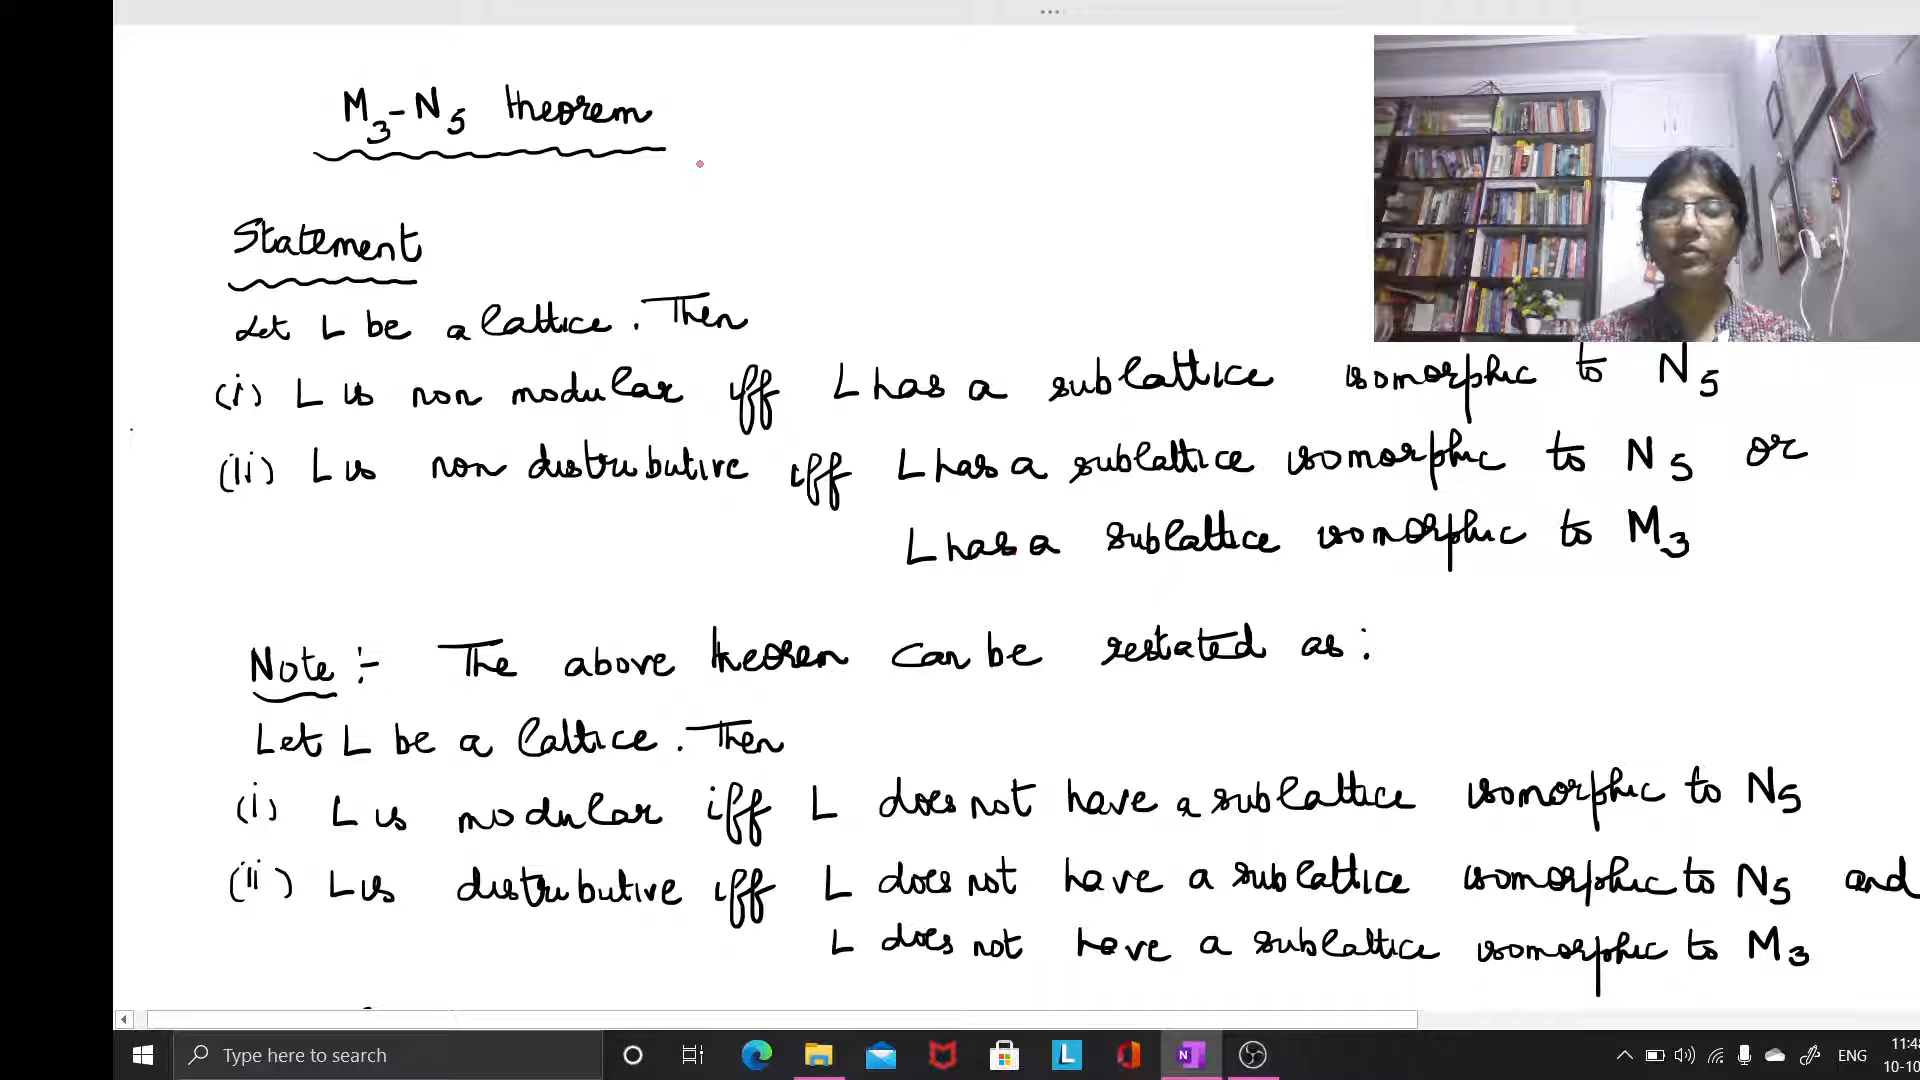 M3-N5 theorem
Statement
Let L be a lattice. Then
(i) L is non modular iff L has a sublattice isomorphic to N5
(ii) L is non distributive iff L has a sublattice isomorphic to N5 or
L has a sublattice isomorphic to M3
Note :- The above theorem can be restated as :
Let L be a lattice. Then
(i) L is modular iff L does not have a sublattice isomorphic to N5
(ii) L is distributive iff L does not have a sublattice isomorphic to N5 and
L does not have a sublattice isomorphic to M3
Type here to search
ENG
11:48
10-10